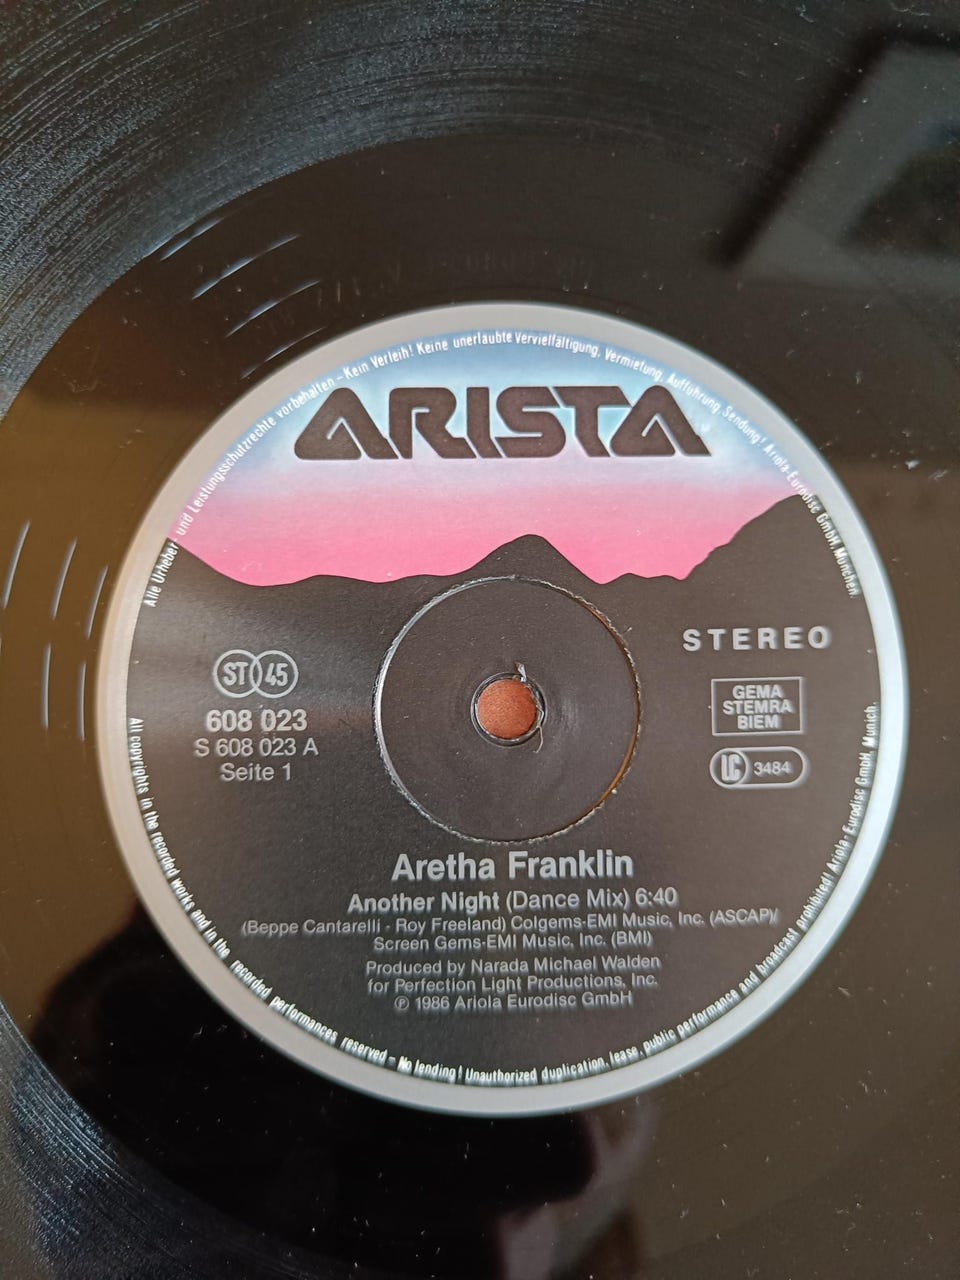 Alle Urheber- und Leistungsschutzrechte vorbehalten – Kein Verleih! Keine unerlaubte Vervielfältigung, Vermietung, Aufführung, Sendung! Ariola-Eurodisc GmbH, München
ARISTA
STEREO
ST 45
608 023
S 608 023 A
Seite 1
GEMA
STEMRA
BIEM
LC 3484
Aretha Franklin
Another Night (Dance Mix) 6:40
(Beppe Cantarelli - Roy Freeland) Colgems-EMI Music, Inc. (ASCAP)/
Screen Gems-EMI Music, Inc. (BMI)
Produced by Narada Michael Walden
for Perfection Light Productions, Inc.
℗ 1986 Ariola Eurodisc GmbH
All copyrights in the recorded works and in the recorded performances reserved – No lending! Unauthorized duplication, lease, public performance and broadcast prohibited! Ariola-Eurodisc GmbH, Munich.